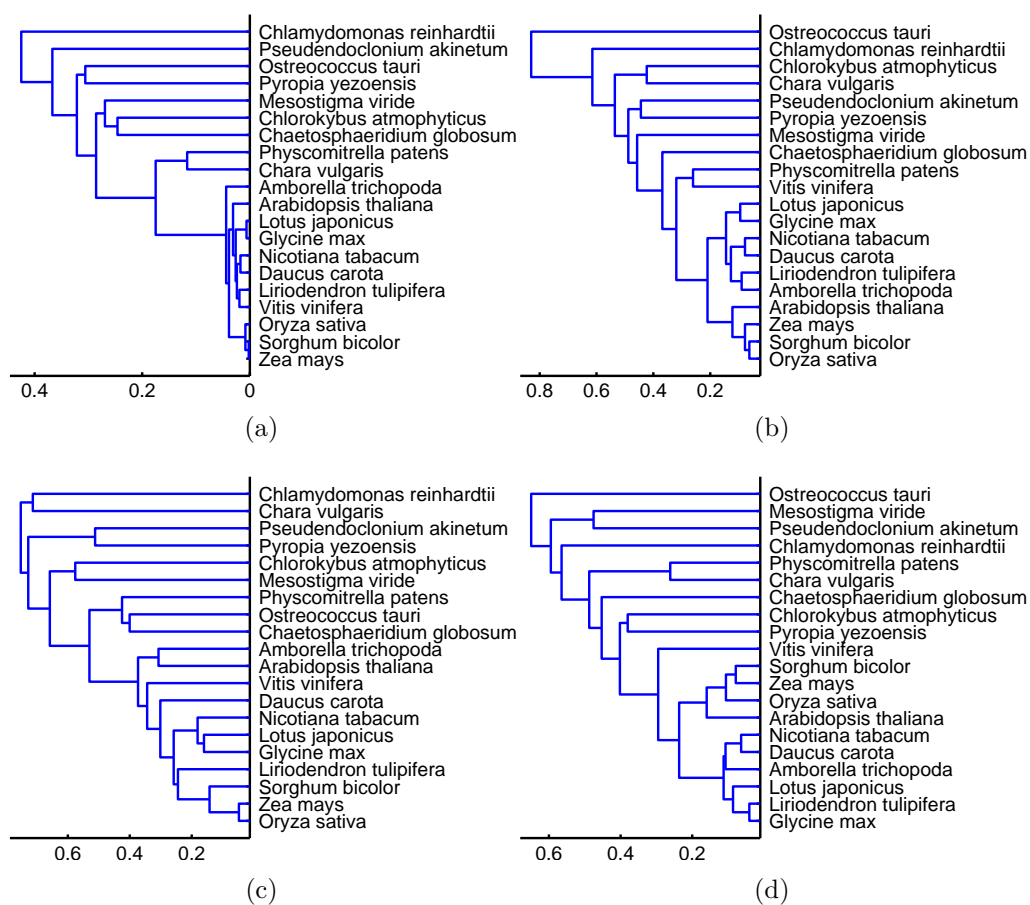 Chlamydomonas reinhardtii
Pseudendoclonium akinetum
Ostreococcus tauri
Pyropia yezoensis
Mesostigma viride
Chlorokybus atmophyticus
Chaetosphaeridium globosum
Physcomitrella patens
Chara vulgaris
Amborella trichopoda
Arabidopsis thaliana
Lotus japonicus
Glycine max
Nicotiana tabacum
Daucus carota
Liriodendron tulipifera
Vitis vinifera
Oryza sativa
Sorghum bicolor
Zea mays
0.4 0.2 0
(a)
Ostreococcus tauri
Chlamydomonas reinhardtii
Chlorokybus atmophyticus
Chara vulgaris
Pseudendoclonium akinetum
Pyropia yezoensis
Mesostigma viride
Chaetosphaeridium globosum
Physcomitrella patens
Vitis vinifera
Lotus japonicus
Glycine max
Nicotiana tabacum
Daucus carota
Liriodendron tulipifera
Amborella trichopoda
Arabidopsis thaliana
Zea mays
Sorghum bicolor
Oryza sativa
0.8 0.6 0.4 0.2
(b)
Chlamydomonas reinhardtii
Chara vulgaris
Pseudendoclonium akinetum
Pyropia yezoensis
Chlorokybus atmophyticus
Mesostigma viride
Physcomitrella patens
Ostreococcus tauri
Chaetosphaeridium globosum
Amborella trichopoda
Arabidopsis thaliana
Vitis vinifera
Daucus carota
Nicotiana tabacum
Lotus japonicus
Glycine max
Liriodendron tulipifera
Sorghum bicolor
Zea mays
Oryza sativa
0.6 0.4 0.2
(c)
Ostreococcus tauri
Mesostigma viride
Pseudendoclonium akinetum
Chlamydomonas reinhardtii
Physcomitrella patens
Chara vulgaris
Chaetosphaeridium globosum
Chlorokybus atmophyticus
Pyropia yezoensis
Vitis vinifera
Sorghum bicolor
Zea mays
Oryza sativa
Arabidopsis thaliana
Nicotiana tabacum
Daucus carota
Amborella trichopoda
Lotus japonicus
Liriodendron tulipifera
Glycine max
0.6 0.4 0.2
(d)